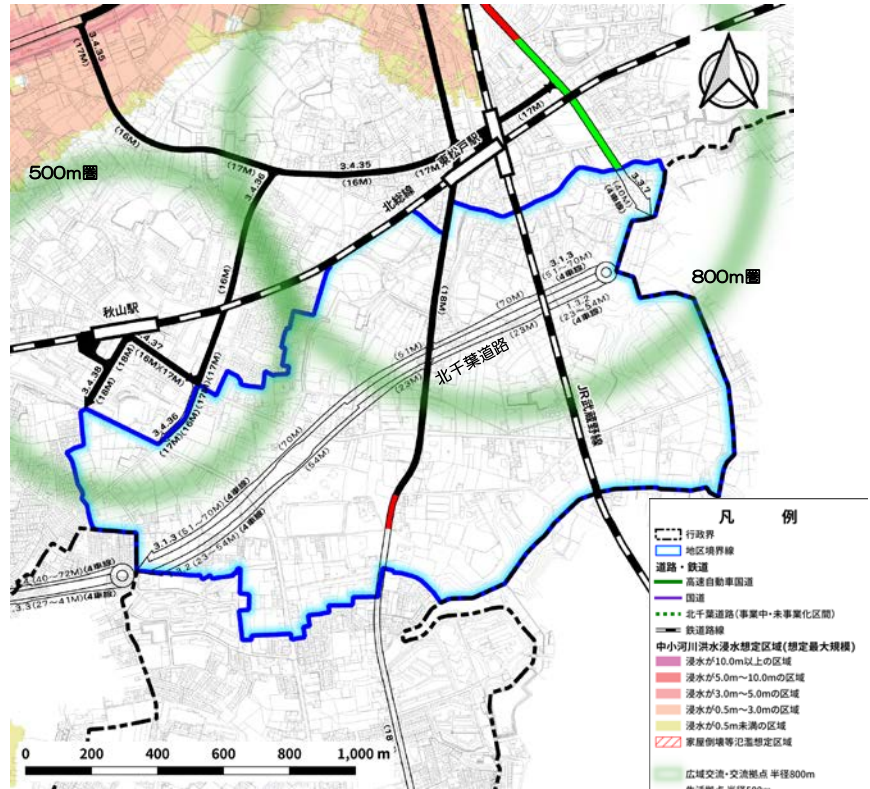 (17M)
(16M)
(17M)
3.4.35
(16M)
(17M
(17M)
東松戸駅
500m圏
3.4.36
(16M)
北総線
3.3.7
(40M)
(4車線)
3.1.3
(51〜70M)
(4車線)
800m圏
1.3.2
(23〜54M)
(4車線)
(70M)
(23M)
(18M)
秋山駅
3.4.37
(16M)(17M)
(18M)
3.4.38
(18M)
(51M)
(23M)
北千葉道路
3.4.36
(17M)(16M)(17M)(17M)
JR武蔵野線
(70M)
(54M)
3.1.3 (51〜70M) (4車線)
3.2 (23〜54M) (4車線)
(40〜72M)(4車線)
3.3 (27〜41M)(4車線)
(18
0 200 400 600 800 1,000 m
凡 例
行政界
地区境界線
道路・鉄道
高速自動車国道
国道
北千葉道路(事業中・未事業化区間)
鉄道路線
中小河川洪水浸水想定区域(想定最大規模)
浸水が10.0m以上の区域
浸水が5.0m〜10.0mの区域
浸水が3.0m〜5.0mの区域
浸水が0.5m〜3.0mの区域
浸水が0.5m未満の区域
家屋倒壊等氾濫想定区域
広域交流・交流拠点 半径800m
生活拠点 半径500m